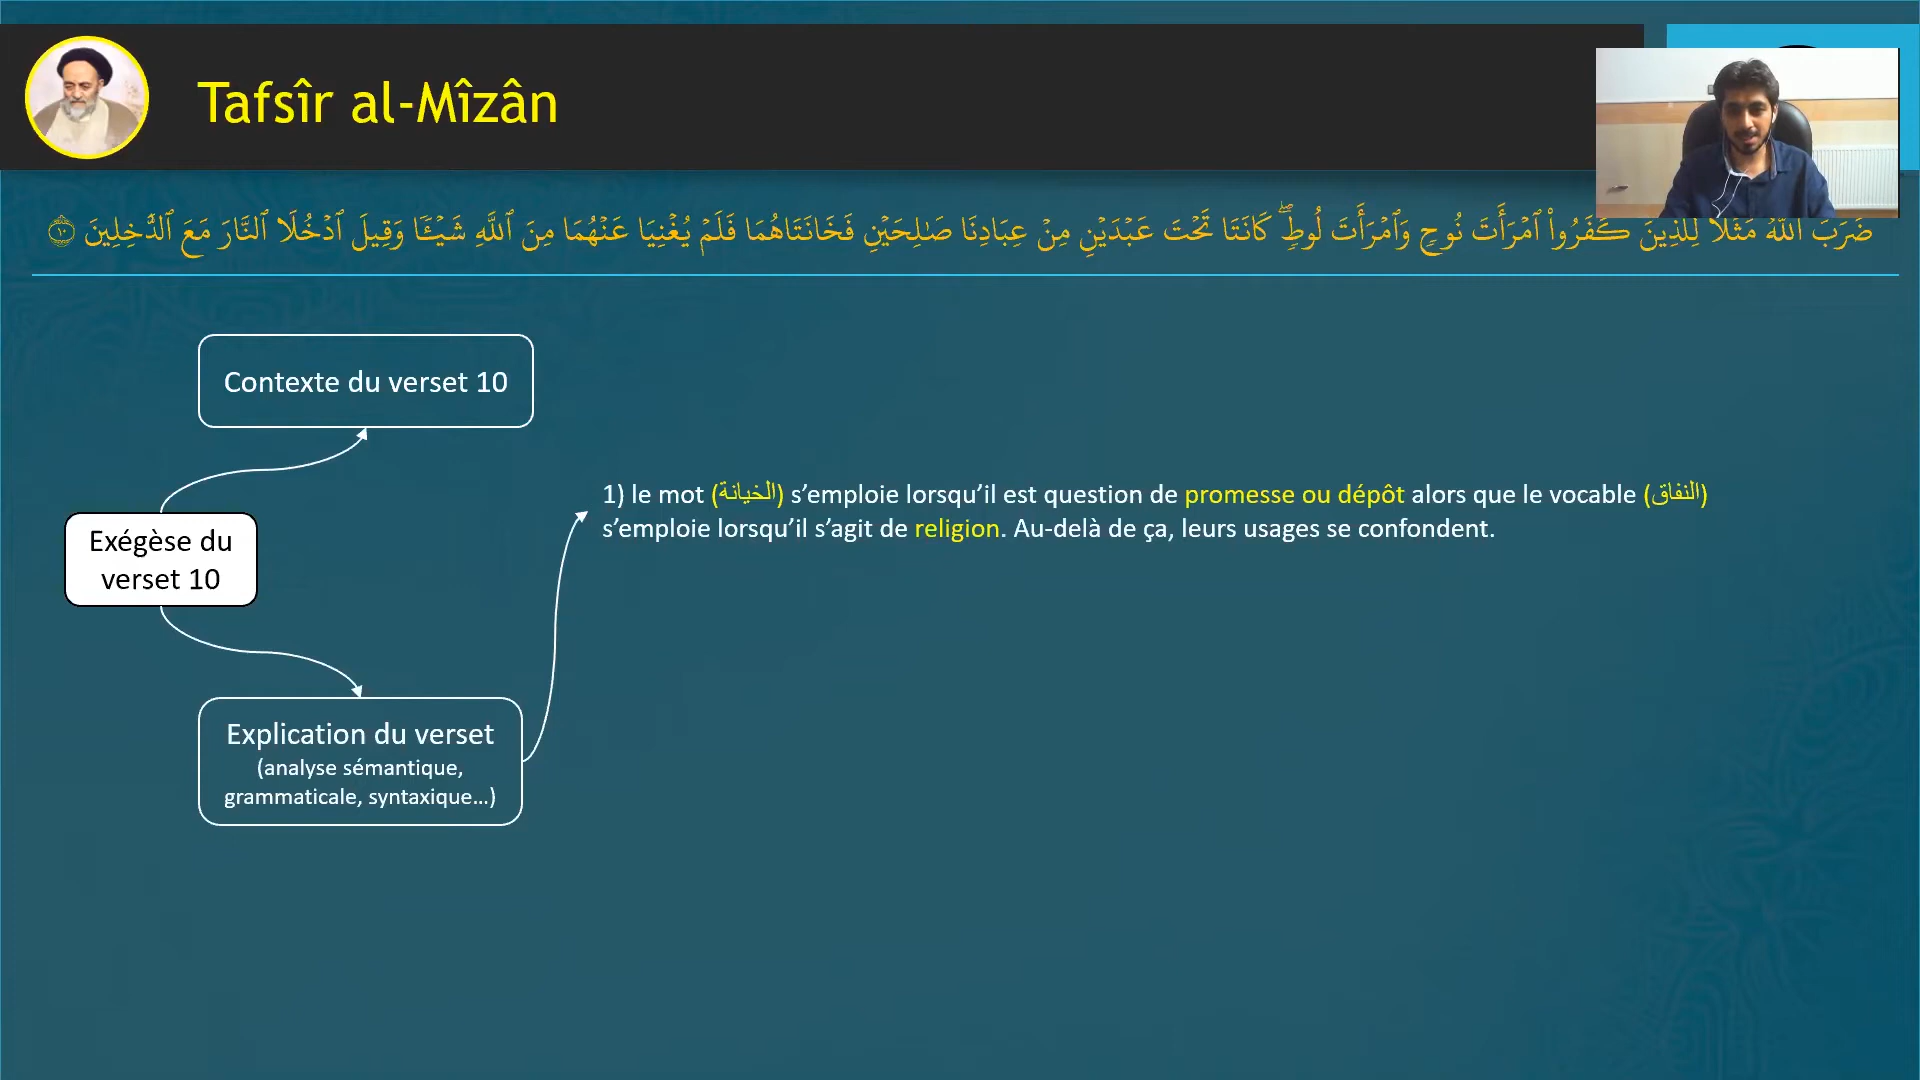 Tafsîr al-Mîzân
ضَرَبَ ٱللَّهُ مَثَلًا لِّلَّذِينَ كَفَرُوا۟ ٱمْرَأَتَ نُوحٍ وَٱمْرَأَتَ لُوطٍ ۖ كَانَتَا تَحْتَ عَبْدَيْنِ مِنْ عِبَادِنَا صَـٰلِحَيْنِ فَخَانَتَاهُمَا فَلَمْ يُغْنِيَا عَنْهُمَا مِنَ ٱللَّهِ شَيْـًٔا وَقِيلَ ٱدْخُلَا ٱلنَّارَ مَعَ ٱلدَّٰخِلِينَ ١٠
Contexte du verset 10
1) le mot (الخيانة) s’emploie lorsqu’il est question de promesse ou dépôt alors que le vocable (النفاق)
s’emploie lorsqu’il s’agit de religion. Au-delà de ça, leurs usages se confondent.
Exégèse du
verset 10
Explication du verset
(analyse sémantique,
grammaticale, syntaxique…)